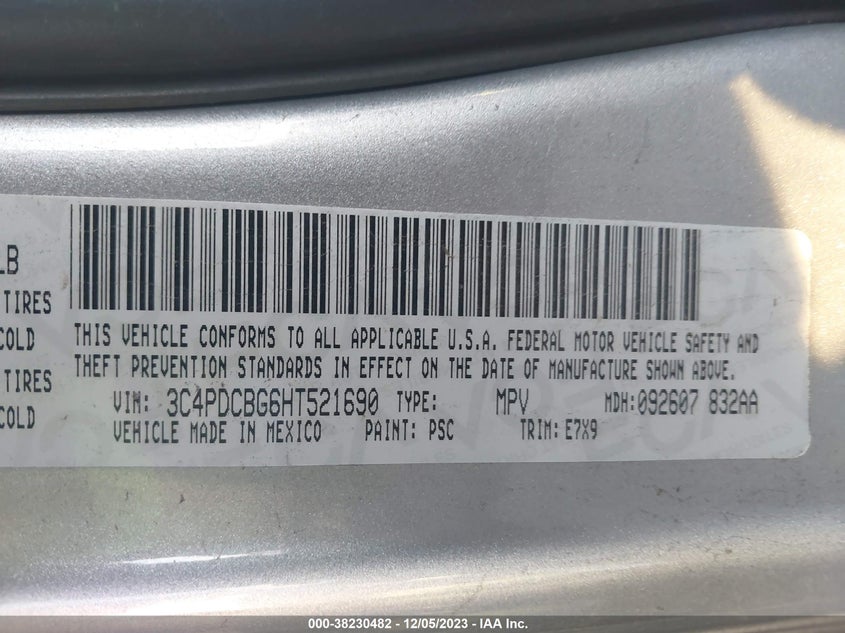 LB
TIRES
COLD
TIRES
COLD
THIS VEHICLE CONFORMS TO ALL APPLICABLE U.S.A. FEDERAL MOTOR VEHICLE SAFETY AND
THEFT PREVENTION STANDARDS IN EFFECT ON THE DATE OF MANUFACTURE SHOWN ABOVE.
VIN: 3C4PDCBG6HT521690 TYPE: MPV MDH:092607 832AA
VEHICLE MADE IN MEXICO PAINT: PSC TRIM: E7X9
000-38230482 - 12/05/2023 - IAA Inc.